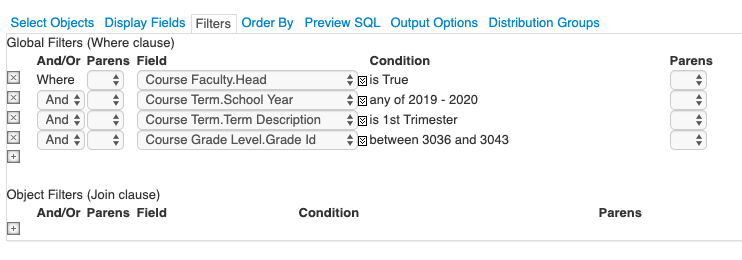 Select Objects Display Fields Filters Order By Preview SQL Output Options Distribution Groups
Global Filters (Where clause)
And/Or Parens Field Condition Parens
Where Course Faculty.Head is True
And Course Term.School Year any of 2019 - 2020
And Course Term.Term Description is 1st Trimester
And Course Grade Level.Grade Id between 3036 and 3043
Object Filters (Join clause)
And/Or Parens Field Condition Parens